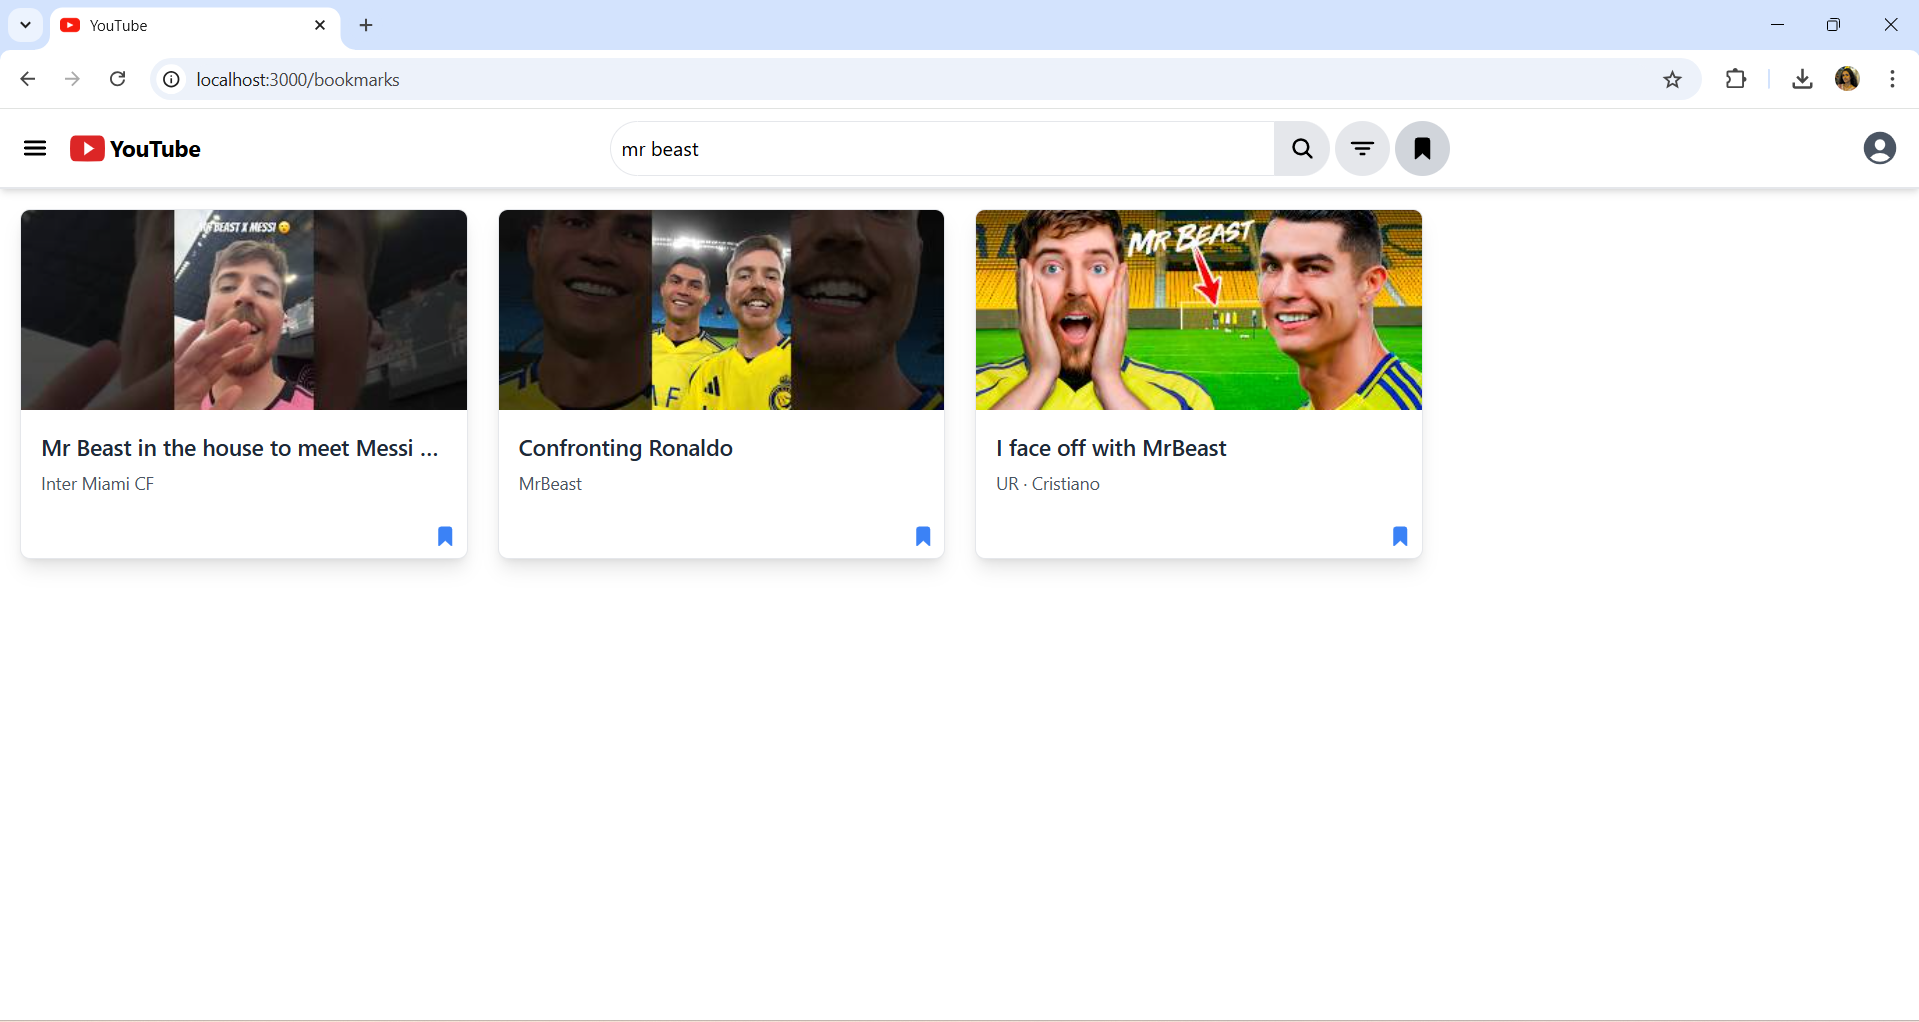 YouTube
localhost:3000/bookmarks
YouTube
mr beast
BEAST X MESSI
MR BEAST
Mr Beast in the house to meet Messi ...
Inter Miami CF
Confronting Ronaldo
MrBeast
I face off with MrBeast
UR · Cristiano